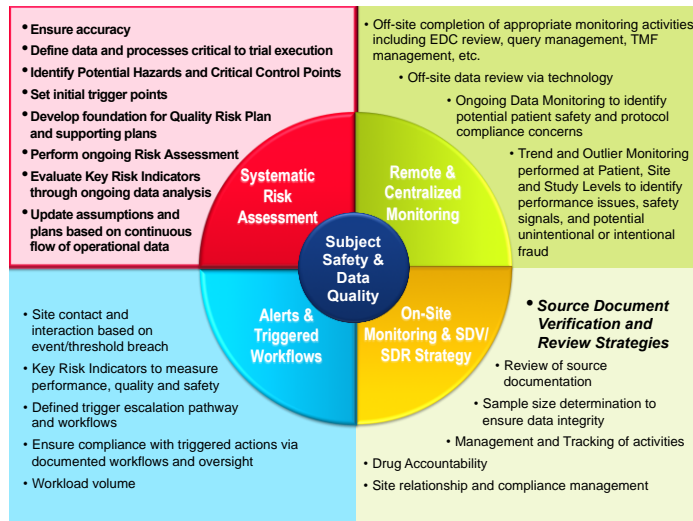 • Ensure accuracy
• Define data and processes critical to trial execution
• Identify Potential Hazards and Critical Control Points
• Set initial trigger points
• Develop foundation for Quality Risk Plan
and supporting plans
• Perform ongoing Risk Assessment
• Evaluate Key Risk Indicators
through ongoing data analysis
• Update assumptions and
plans based on continuous
flow of operational data
• Off-site completion of appropriate monitoring activities
including EDC review, query management, TMF
management, etc.
• Off-site data review via technology
• Ongoing Data Monitoring to identify
potential patient safety and protocol
compliance concerns
• Trend and Outlier Monitoring
performed at Patient, Site
and Study Levels to identify
performance issues, safety
signals, and potential
unintentional or intentional
fraud
Systematic
Risk
Assessment
Remote &
Centralized
Monitoring
Subject
Safety &
Data
Quality
Alerts &
Triggered
Workflows
On-Site
Monitoring & SDV/
SDR Strategy
• Site contact and
interaction based on
event/threshold breach
• Key Risk Indicators to measure
performance, quality and safety
• Defined trigger escalation pathway
and workflows
• Ensure compliance with triggered actions via
documented workflows and oversight
• Workload volume
• Source Document
Verification and
Review Strategies
• Review of source
documentation
• Sample size determination to
ensure data integrity
• Management and Tracking of activities
• Drug Accountability
• Site relationship and compliance management